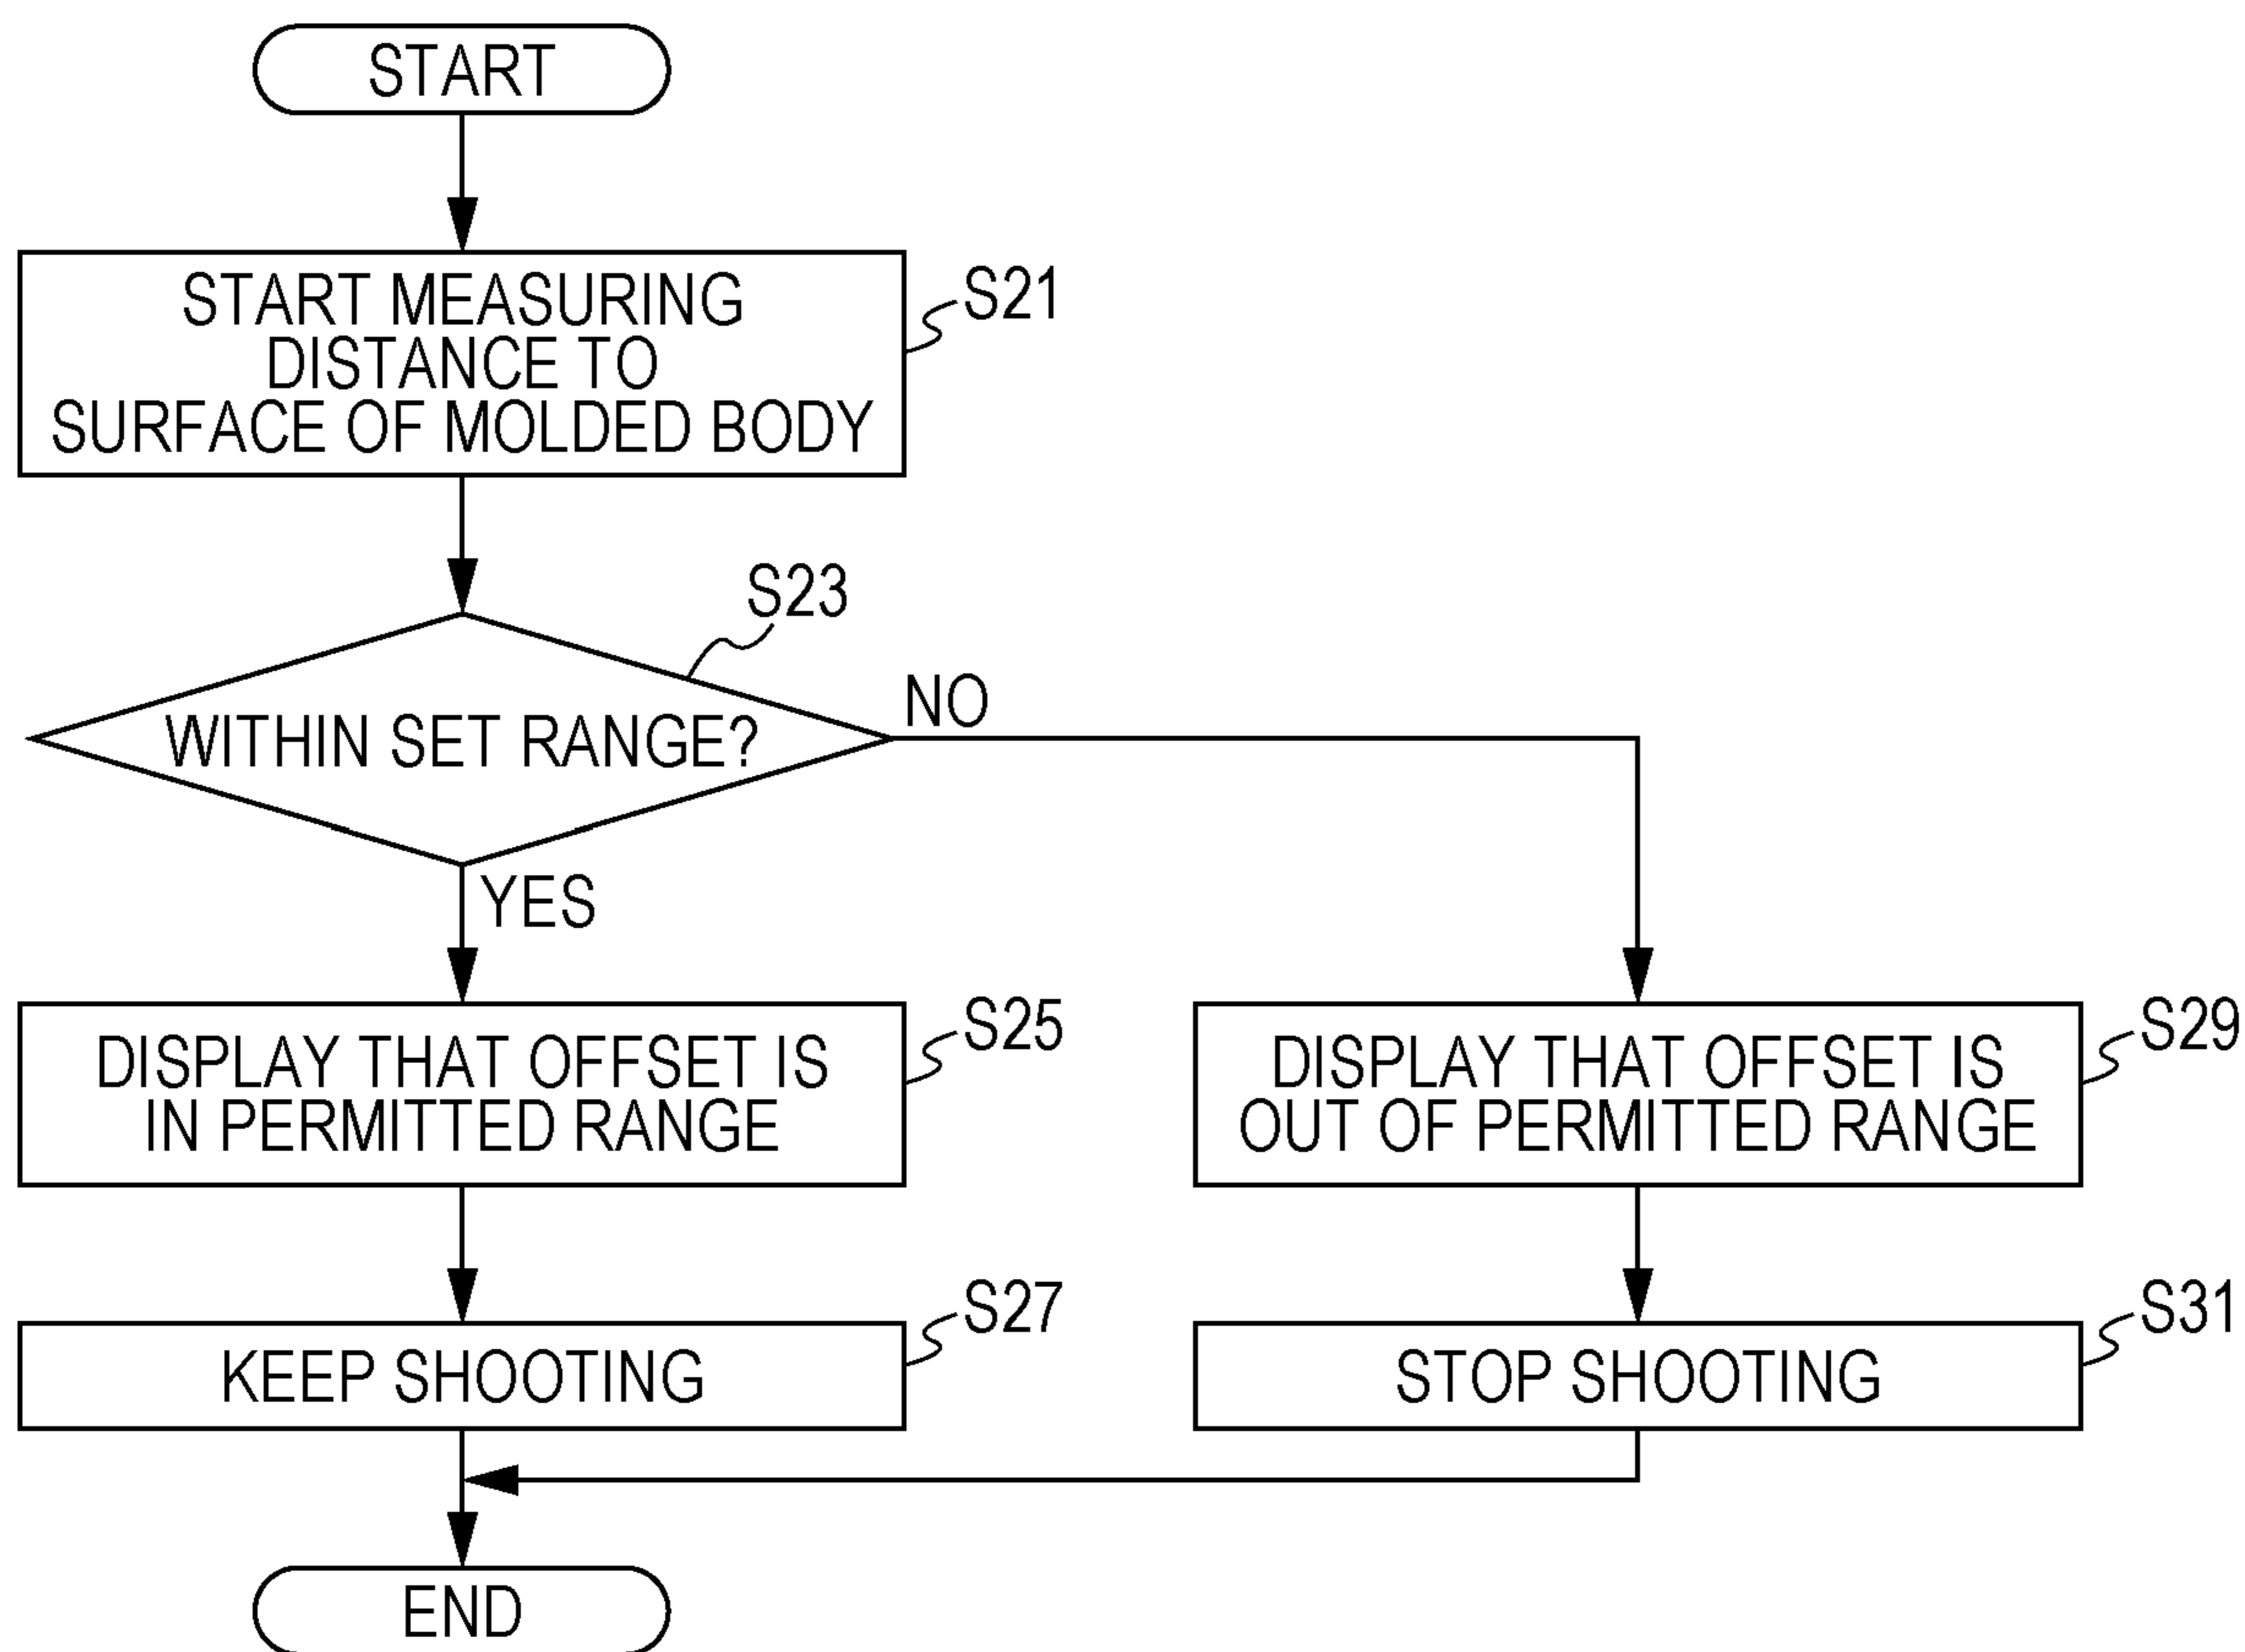 START
START MEASURING
DISTANCE TO
SURFACE OF MOLDED BODY
S21
S23
WITHIN SET RANGE?
NO
YES
DISPLAY THAT OFFSET IS
IN PERMITTED RANGE
S25
DISPLAY THAT OFFSET IS
OUT OF PERMITTED RANGE
S29
KEEP SHOOTING
S27
STOP SHOOTING
S31
END